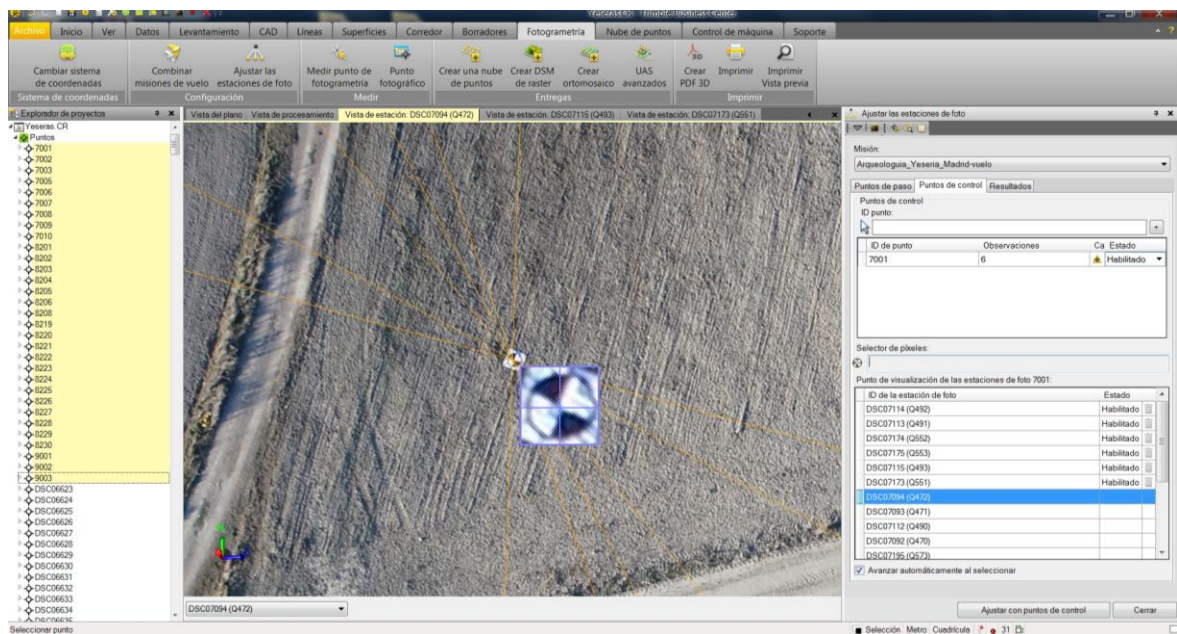 Yeseras.CR - Trimble Business Center
Archivo Inicio Ver Datos Levantamiento CAD Líneas Superficies Corredor Borradores Fotogrametría Nube de puntos Control de máquina Soporte
Cambiar sistema de coordenadas
Combinar misiones de vuelo
Ajustar las estaciones de foto
Medir punto de fotogrametría
Punto fotográfico
Crear una nube de puntos
Crear DSM de raster
Crear ortomosaico
UAS avanzados
Crear PDF 3D
Imprimir
Imprimir Vista previa
Sistema de coordenadas Configuración Medir Entregas Imprimir
Explorador de proyectos
Yeseras.CR
Puntos
7001
7002
7003
7005
7006
7007
7008
7009
7010
8201
8202
8203
8204
8205
8206
8208
8219
8220
8221
8222
8223
8224
8225
8226
8227
8228
8229
8230
9001
9002
9003
DSC06623
DSC06624
DSC06625
DSC06626
DSC06627
DSC06628
DSC06629
DSC06630
DSC06631
DSC06632
DSC06633
DSC06634
DSC06635
Vista del plano Vista de procesamiento Vista de estación: DSC07094 (Q472) Vista de estación: DSC07115 (Q493) Vista de estación: DSC07173 (Q551)
DSC07094 (Q472)
Ajustar las estaciones de foto
Misión:
Arqueologuia_Yeseria_Madrid-vuelo
Puntos de paso Puntos de control Resultados
Puntos de control
ID punto:
ID de punto Observaciones Ca Estado
7001 6 Habilitado
Selector de píxeles:
Punto de visualización de las estaciones de foto 7001:
ID de la estación de foto Estado
DSC07114 (Q492) Habilitado
DSC07113 (Q491) Habilitado
DSC07174 (Q552) Habilitado
DSC07175 (Q553) Habilitado
DSC07115 (Q493) Habilitado
DSC07173 (Q551) Habilitado
DSC07094 (Q472)
DSC07093 (Q471)
DSC07112 (Q490)
DSC07092 (Q470)
DSC07195 (Q573)
Avanzar automáticamente al seleccionar
Ajustar con puntos de control Cerrar
Seleccionar punto
Selección Metro Cuadrícula 31